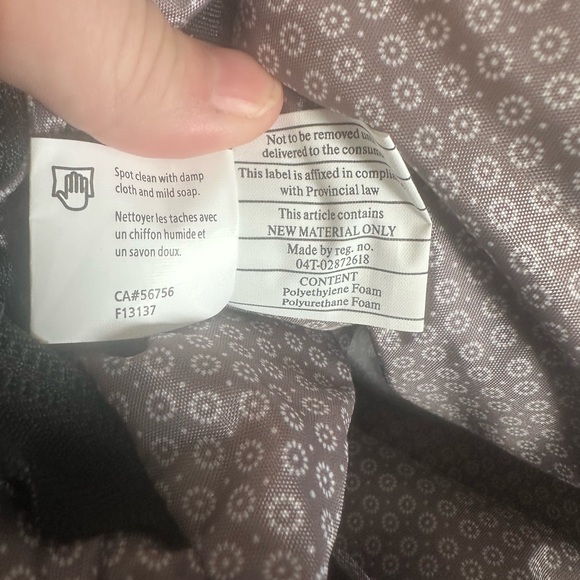 Spot clean with damp
cloth and mild soap.
Nettoyer les taches avec
un chiffon humide et
un savon doux.
CA#56756
F13137
Not to be removed
delivered to the
This label is affixed in
with Provincial law
This article contains
NEW MATERIAL ONLY
Made by reg. no.
04T-02872618
CONTENT
Polyethylene Foam
Polyurethane Foam